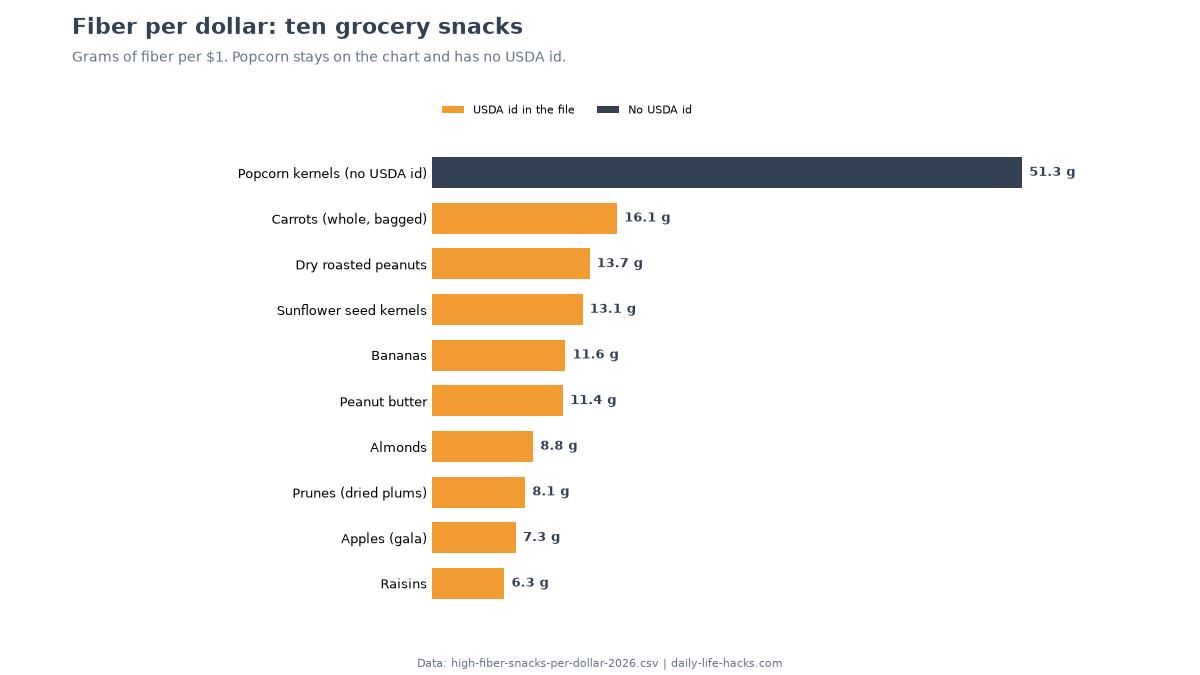 Fiber per dollar: ten grocery snacks
Grams of fiber per $1. Popcorn stays on the chart and has no USDA id.
USDA id in the file No USDA id
Popcorn kernels (no USDA id) 51.3 g
Carrots (whole, bagged) 16.1 g
Dry roasted peanuts 13.7 g
Sunflower seed kernels 13.1 g
Bananas 11.6 g
Peanut butter 11.4 g
Almonds 8.8 g
Prunes (dried plums) 8.1 g
Apples (gala) 7.3 g
Raisins 6.3 g
Data: high-fiber-snacks-per-dollar-2026.csv | daily-life-hacks.com